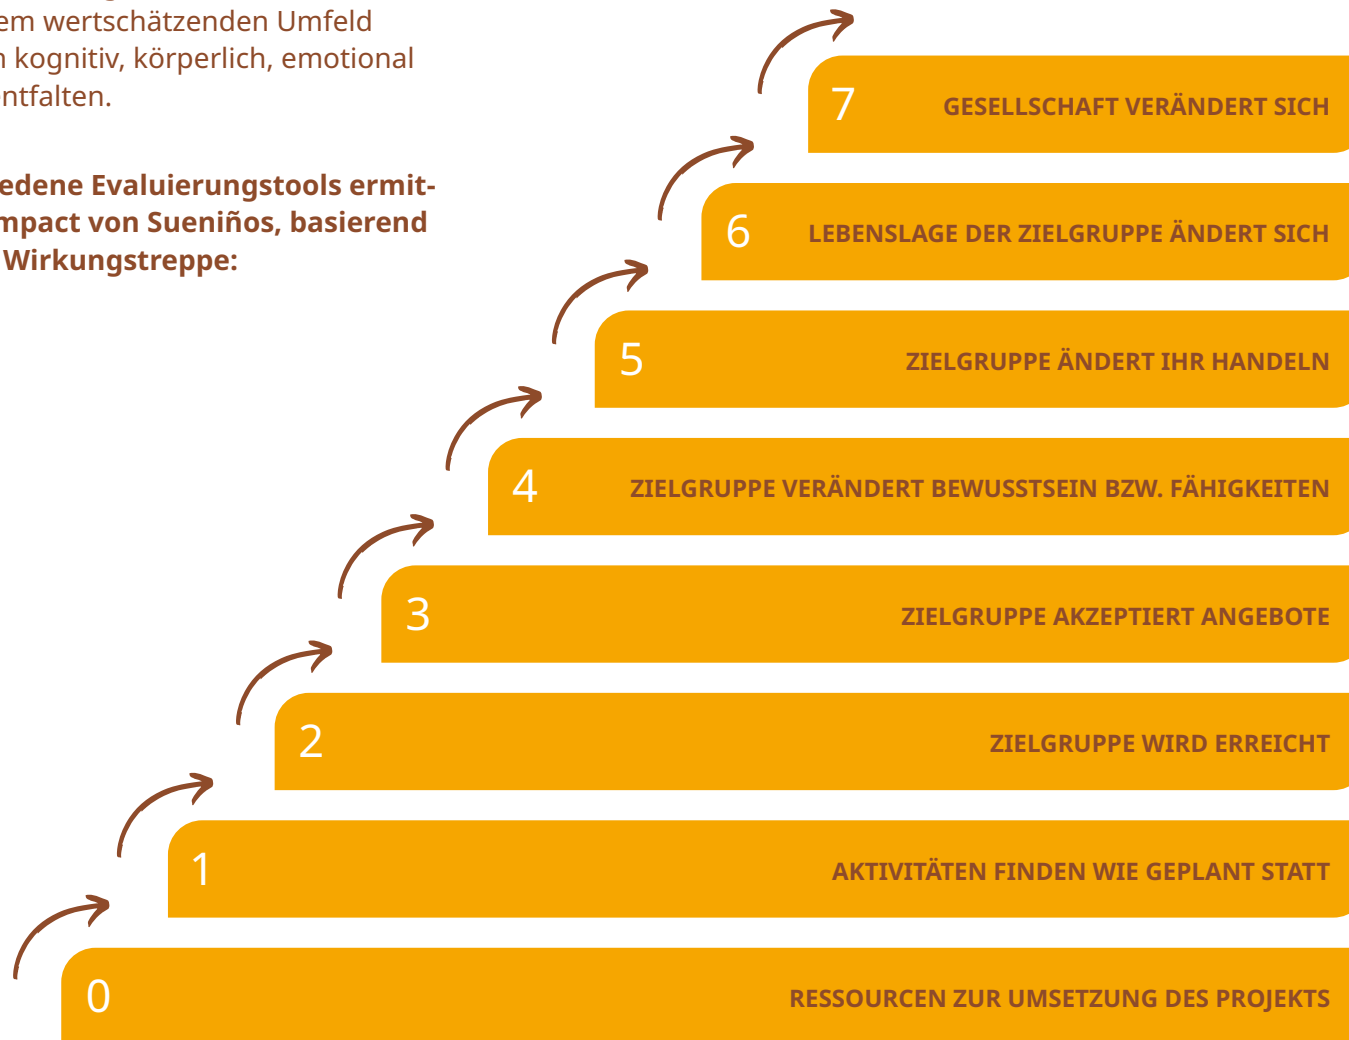 em wertschätzenden Umfeld
kognitiv, körperlich, emotional
entfalten.
edene Evaluierungstools ermit-
mpact von Sueniños, basierend
Wirkungstreppe:
7 GESELLSCHAFT VERÄNDERT SICH
6 LEBENSLAGE DER ZIELGRUPPE ÄNDERT SICH
5 ZIELGRUPPE ÄNDERT IHR HANDELN
4 ZIELGRUPPE VERÄNDERT BEWUSSTSEIN BZW. FÄHIGKEITEN
3 ZIELGRUPPE AKZEPTIERT ANGEBOTE
2 ZIELGRUPPE WIRD ERREICHT
1 AKTIVITÄTEN FINDEN WIE GEPLANT STATT
0 RESSOURCEN ZUR UMSETZUNG DES PROJEKTS